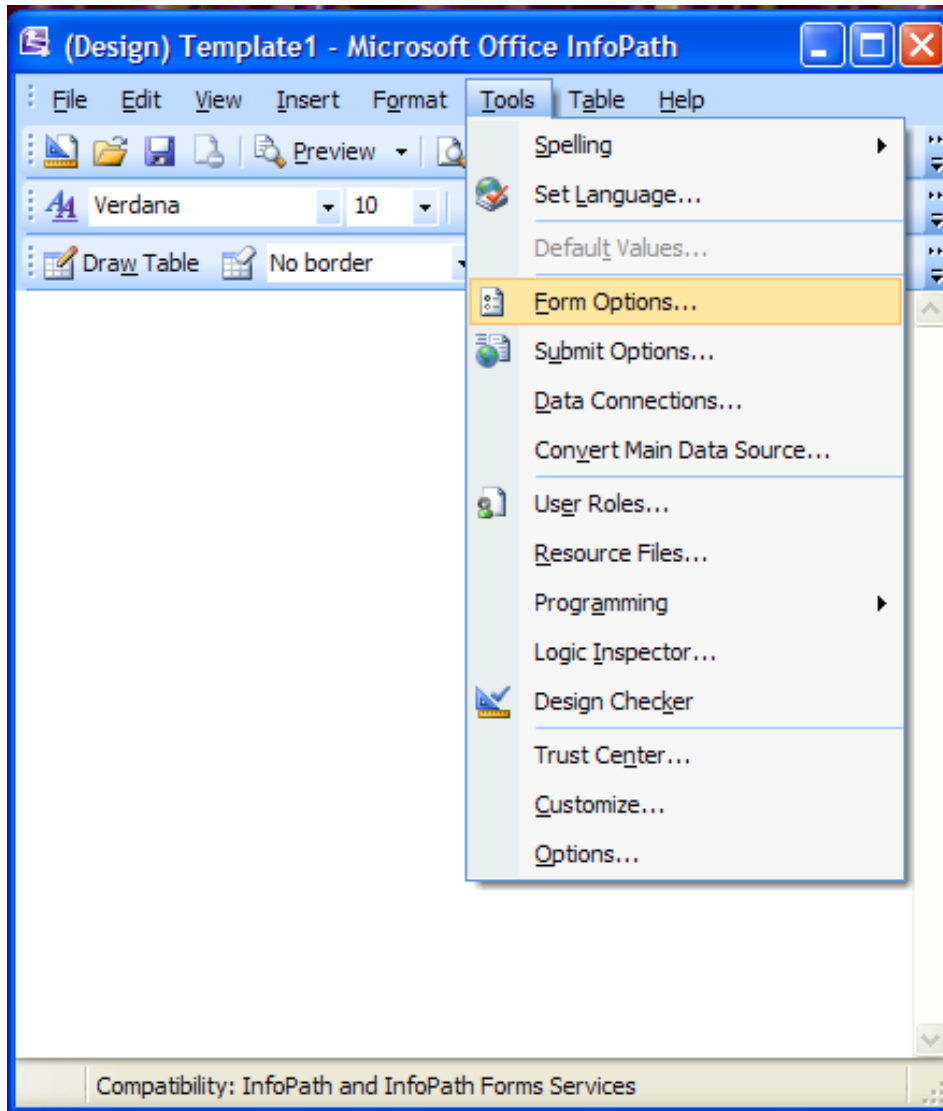 (Design) Template1 - Microsoft Office InfoPath
File Edit View Insert Format Tools Table Help
Preview
Verdana 10
Draw Table No border
Spelling
Set Language...
Default Values...
Form Options...
Submit Options...
Data Connections...
Convert Main Data Source...
User Roles...
Resource Files...
Programming
Logic Inspector...
Design Checker
Trust Center...
Customize...
Options...
Compatibility: InfoPath and InfoPath Forms Services